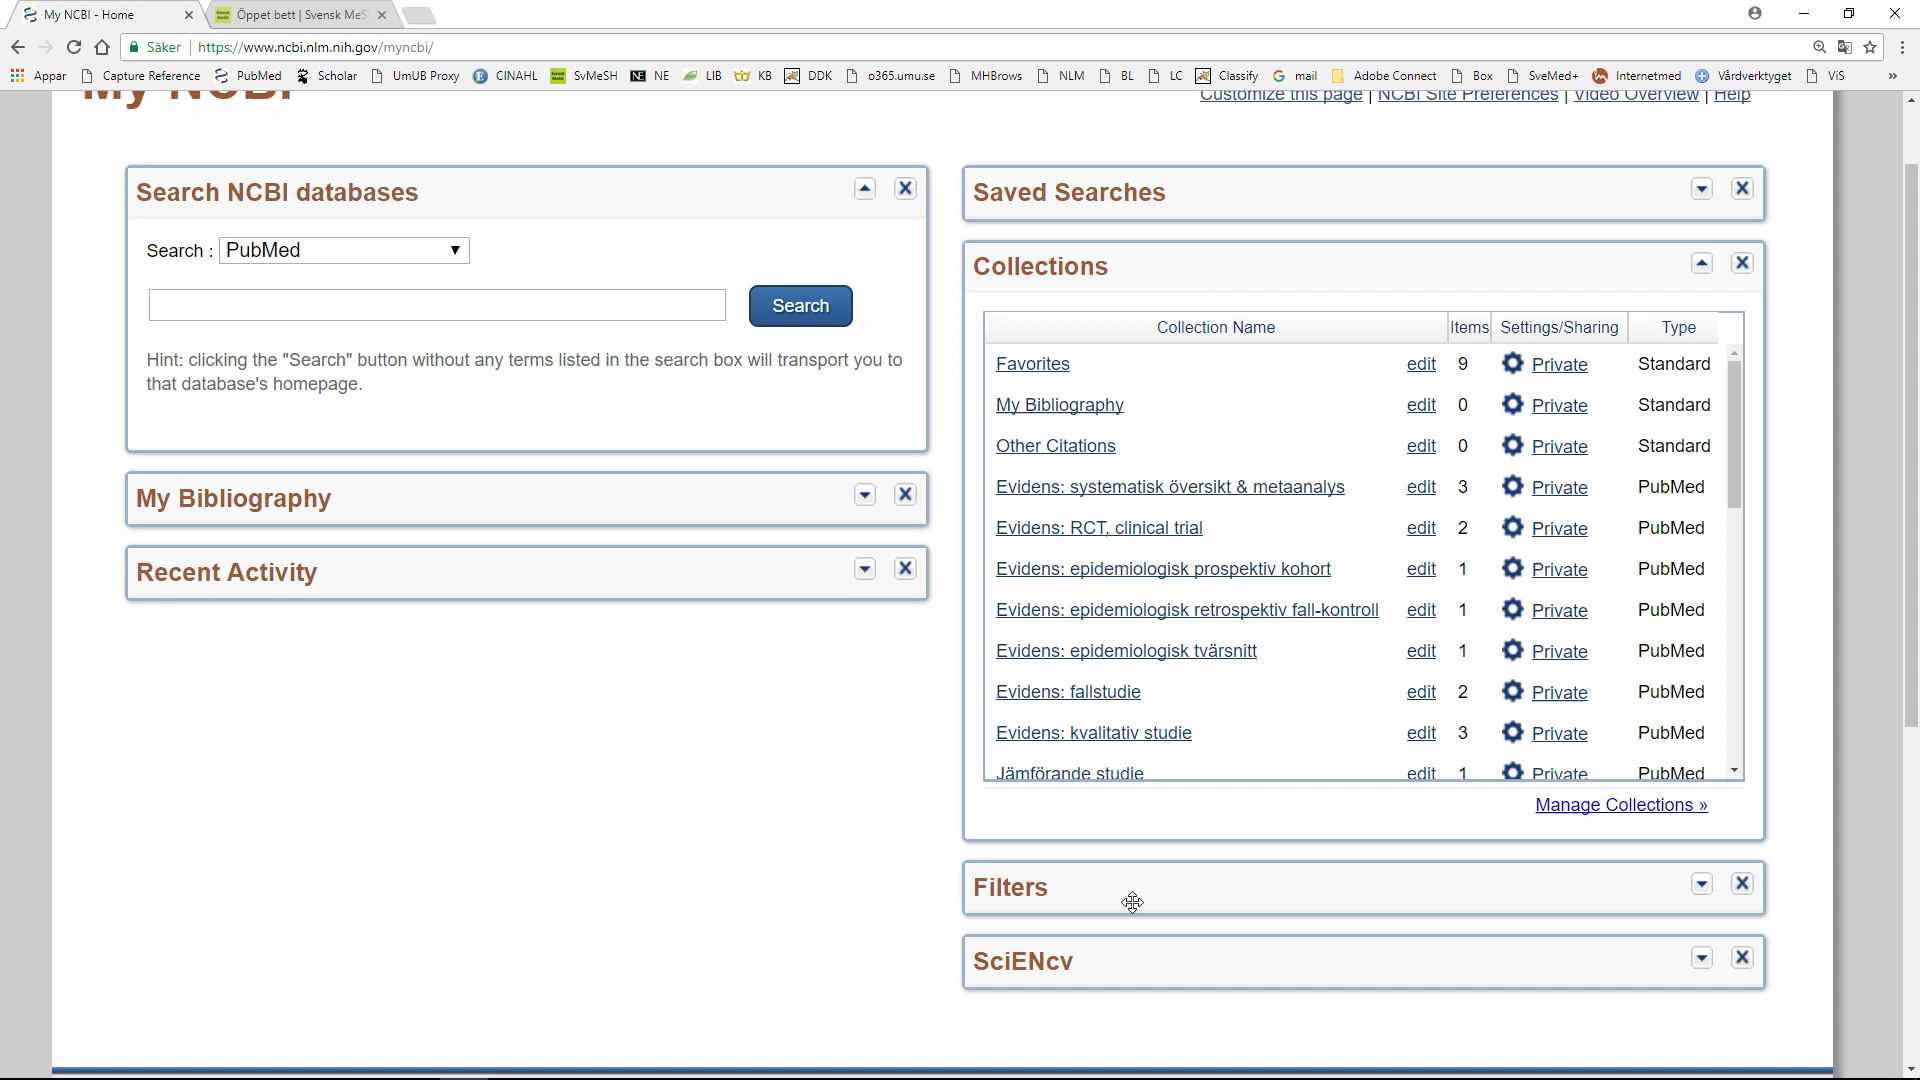 My NCBI - Home
Öppet bett | Svensk MeS
Säker
https://www.ncbi.nlm.nih.gov/myncbi/
Appar
Capture Reference
PubMed
Scholar
UmUB Proxy
CINAHL
SvMeSH
NE
LIB
KB
DDK
o365.umu.se
MHBrows
NLM
BL
LC
Classify
mail
Adobe Connect
Box
SveMed+
Internetmed
Vårdverktyget
ViS
»
My NCBI
Customize this page | NCBI Site Preferences | Video Overview | Help
Search NCBI databases
Search : PubMed
Search
Hint: clicking the "Search" button without any terms listed in the search box will transport you to
that database's homepage.
My Bibliography
Recent Activity
Saved Searches
Collections
Collection Name Items Settings/Sharing Type
Favorites edit 9 Private Standard
My Bibliography edit 0 Private Standard
Other Citations edit 0 Private Standard
Evidens: systematisk översikt & metaanalys edit 3 Private PubMed
Evidens: RCT, clinical trial edit 2 Private PubMed
Evidens: epidemiologisk prospektiv kohort edit 1 Private PubMed
Evidens: epidemiologisk retrospektiv fall-kontroll edit 1 Private PubMed
Evidens: epidemiologisk tvärsnitt edit 1 Private PubMed
Evidens: fallstudie edit 2 Private PubMed
Evidens: kvalitativ studie edit 3 Private PubMed
Jämförande studie edit 1 Private PubMed
Manage Collections »
Filters
SciENcv